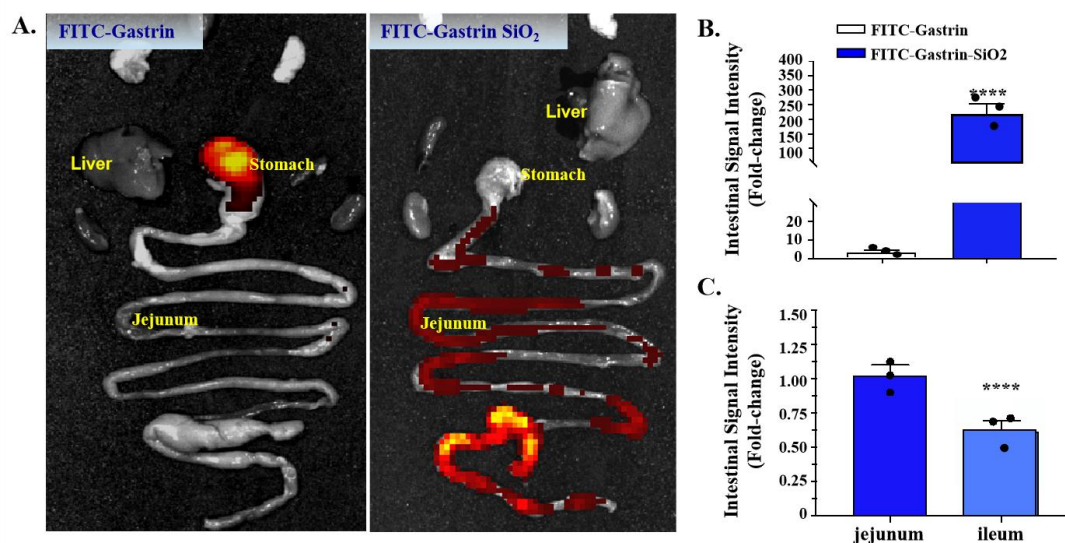 A.
FITC-Gastrin
Liver
Stomach
Jejunum
FITC-Gastrin SiO₂
Liver
Stomach
Jejunum
B.
FITC-Gastrin
FITC-Gastrin-SiO2
Intestinal Signal Intensity
(Fold-change)
400
350
300
250
200
150
100
20
10
0
****
C.
Intestinal Signal Intensity
(Fold-change)
1.25
1.00
0.75
0.50
0.25
0.00
****
jejunum
ileum